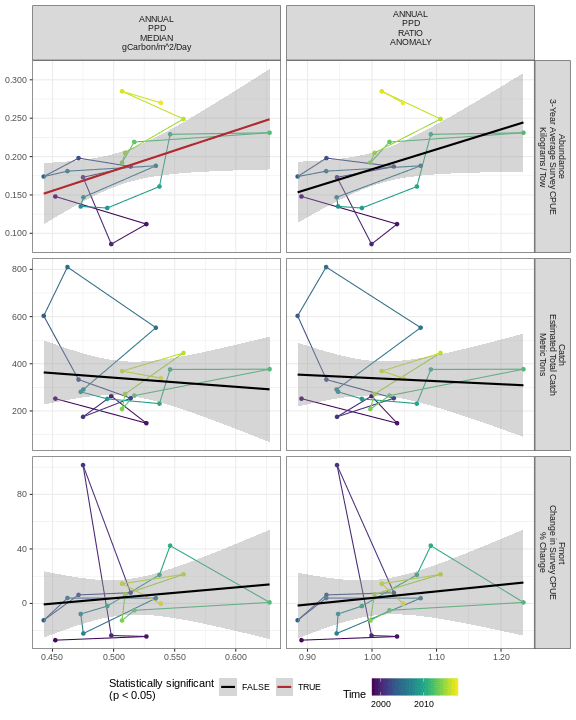 ANNUAL
PPD
MEDIAN
gCarbon/m^2/Day
ANNUAL
PPD
RATIO
ANOMALY
0.300
0.250
0.200
0.150
0.100
Abundance
3-Year Average Survey CPUE
Kilograms / Tow
800
600
400
200
Catch
Estimated Total Catch
Metric Tons
80
40
0
Fmort
Change in Survey CPUE
% Change
0.450 0.500 0.550 0.600
0.90 1.00 1.10 1.20
Statistically significant
(p < 0.05)
FALSE
TRUE
Time
2000 2010